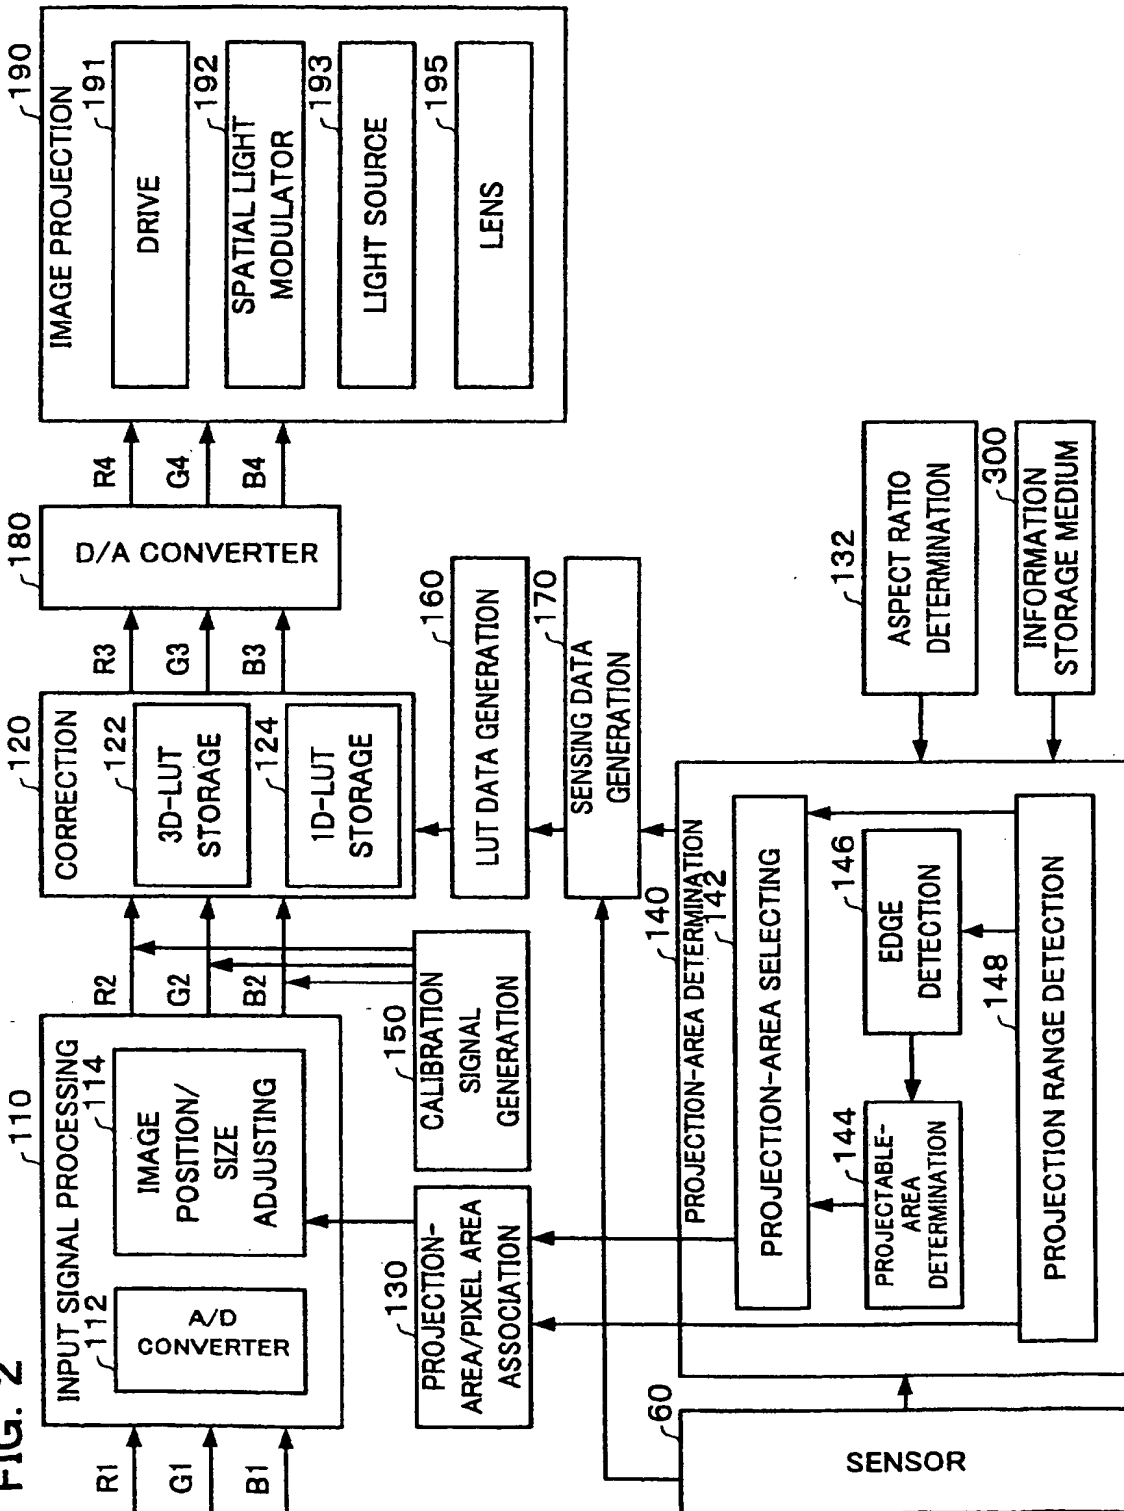 FIG. 2
R1
G1
B1
INPUT SIGNAL PROCESSING
110
112
A/D
CONVERTER
114
IMAGE
POSITION/
SIZE
ADJUSTING
R2
G2
B2
CORRECTION
120
122
3D-LUT
STORAGE
124
1D-LUT
STORAGE
R3
G3
B3
180
D/A CONVERTER
R4
G4
B4
IMAGE PROJECTION
190
191
DRIVE
192
SPATIAL LIGHT
MODULATOR
193
LIGHT SOURCE
195
LENS
130
PROJECTION-
AREA/PIXEL AREA
ASSOCIATION
150
CALIBRATION
SIGNAL
GENERATION
160
LUT DATA GENERATION
170
SENSING DATA
GENERATION
60
SENSOR
PROJECTION-AREA DETERMINATION
140
142
PROJECTION-AREA SELECTING
144
PROJECTABLE-
AREA
DETERMINATION
146
EDGE
DETECTION
148
PROJECTION RANGE DETECTION
132
ASPECT RATIO
DETERMINATION
300
INFORMATION
STORAGE MEDIUM